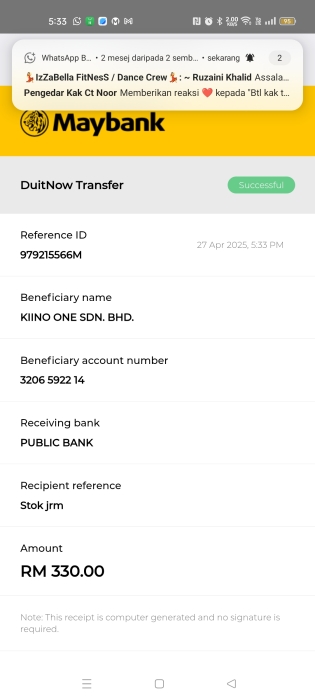 5:33
2.00
KB/S
95
WhatsApp B... • 2 mesej daripada 2 semb... • sekarang
2
💃IzZaBella FitNesS / Dance Crew💃: ~ Ruzaini Khalid Assala...
Pengedar Kak Ct Noor Memberikan reaksi ❤️ kepada "Btl kak t...
Maybank
DuitNow Transfer
Successful
Reference ID
27 Apr 2025, 5:33 PM
979215566M
Beneficiary name
KIINO ONE SDN. BHD.
Beneficiary account number
3206 5922 14
Receiving bank
PUBLIC BANK
Recipient reference
Stok jrm
Amount
RM 330.00
Note: This receipt is computer generated and no signature is
required.